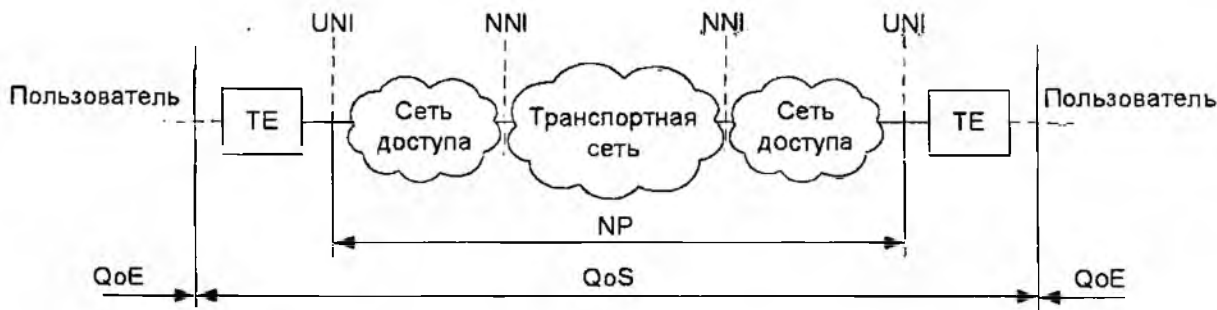 UNI
NNI
NNI
UNI
Пользователь
TE
Сеть
доступа
Транспортная
сеть
Сеть
доступа
TE
Пользователь
NP
QoE
QoS
QoE